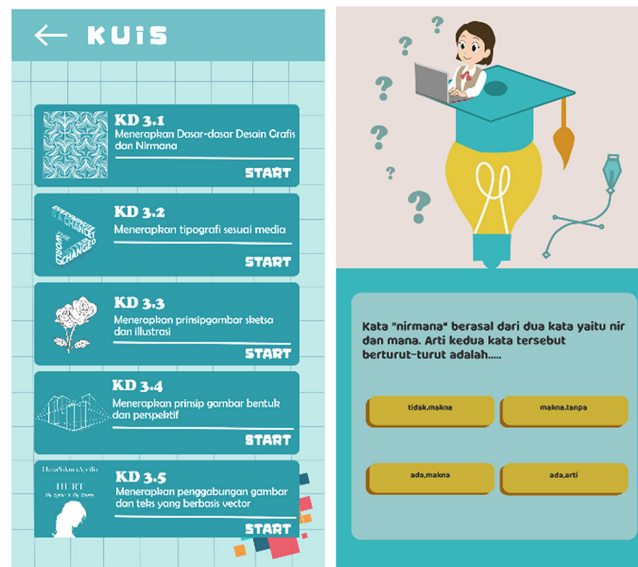 KUiS
KD 3.1
Menerapkan Dasar-dasar Desain Grafis
dan Nirmana
START
KD 3.2
Menerapkan tipografi sesuai media
START
KD 3.3
Menerapkan prinsipgambar sketsa
dan illustrasi
START
KD 3.4
Menerapkan prinsip gambar bentuk
dan perspektif
START
HURT
KD 3.5
Menerapkan penggabungan gambar
dan teks yang berbasis vector
START
? ? ? ? ?
Kata "nirmana" berasal dari dua kata yaitu nir
dan mana. Arti kedua kata tersebut
berturut-turut adalah.....
tidak,makna
makna,tanpa
ada,makna
ada,arti